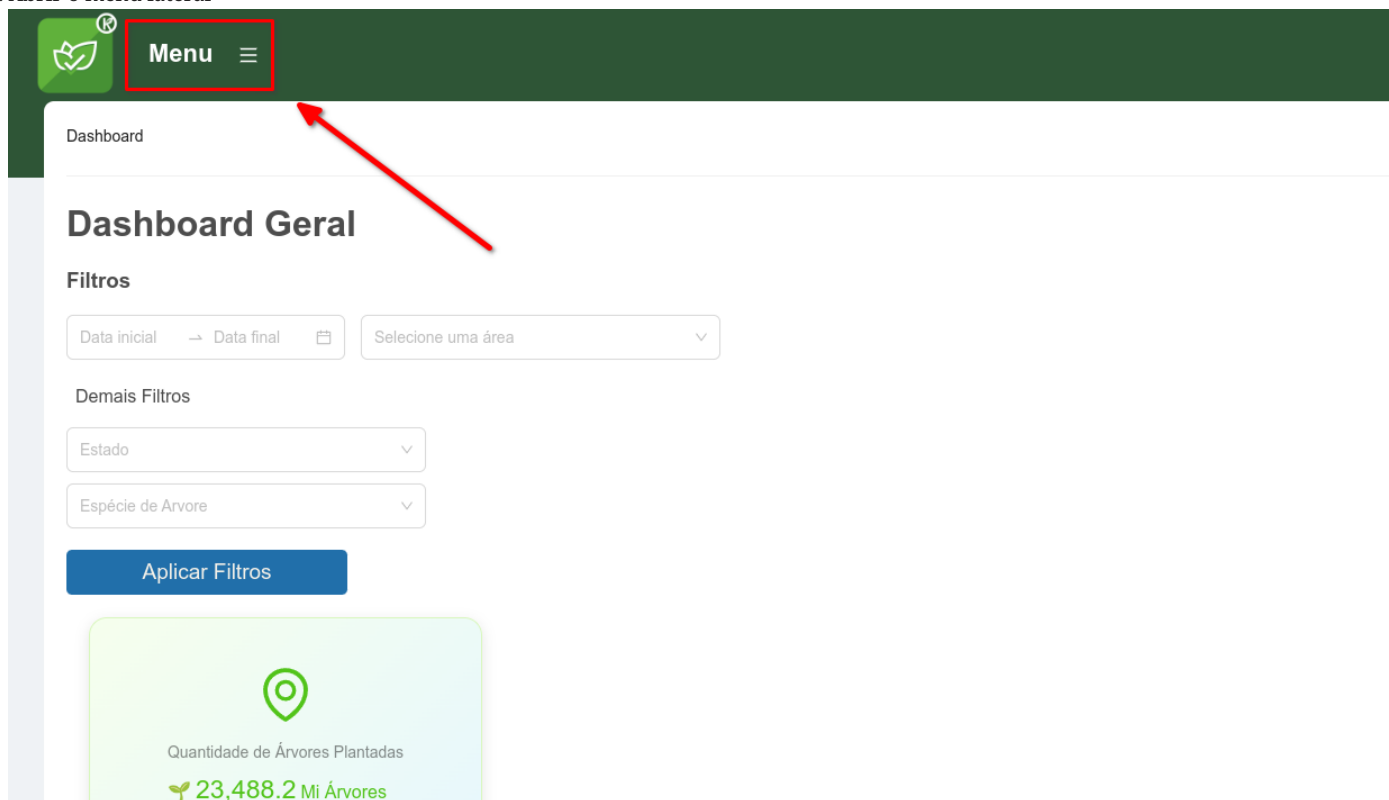 Menu
Dashboard
Dashboard Geral
Filtros
Data inicial → Data final
Selecione uma área
Demais Filtros
Estado
Espécie de Arvore
Aplicar Filtros
Quantidade de Árvores Plantadas
23,488.2 Mi Árvores